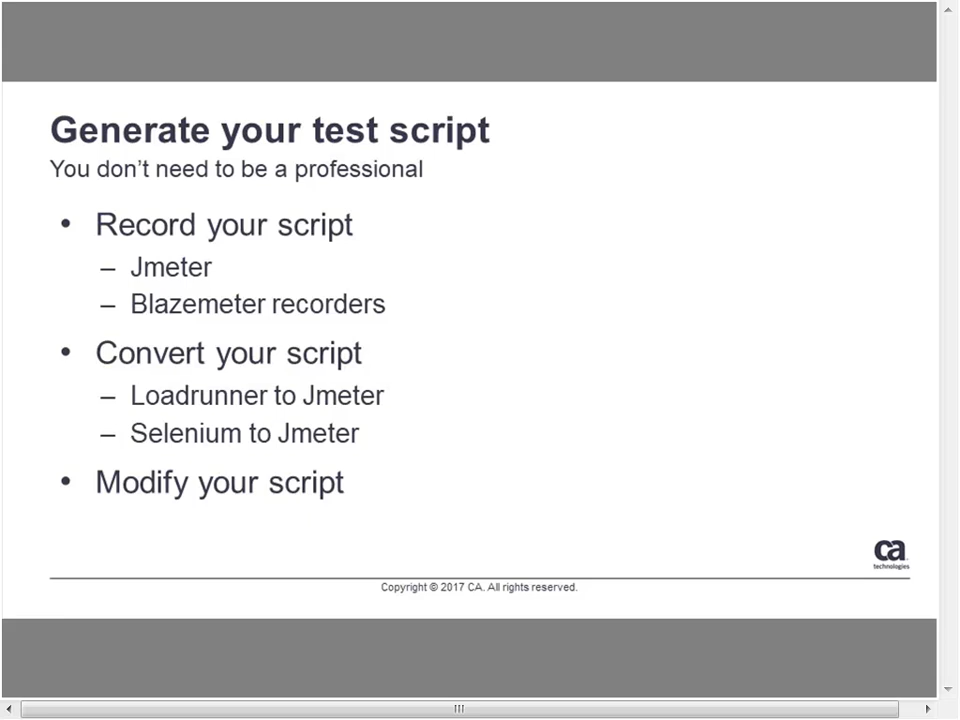 Generate your test script
You don't need to be a professional
• Record your script
– Jmeter
– Blazemeter recorders
• Convert your script
– Loadrunner to Jmeter
– Selenium to Jmeter
• Modify your script
ca
technologies
Copyright © 2017 CA. All rights reserved.